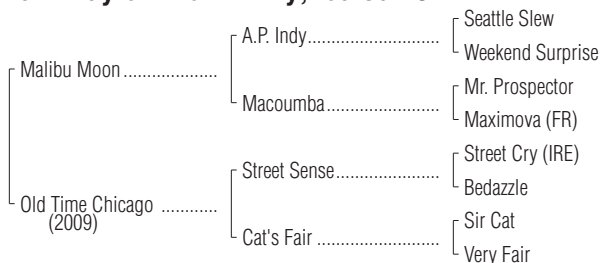 A.P. Indy
Seattle Slew
Weekend Surprise
Malibu Moon
Macoumba
Mr. Prospector
Maximova (FR)
Street Sense
Street Cry (IRE)
Bedazzle
Old Time Chicago
(2009)
Cat's Fair
Sir Cat
Very Fair